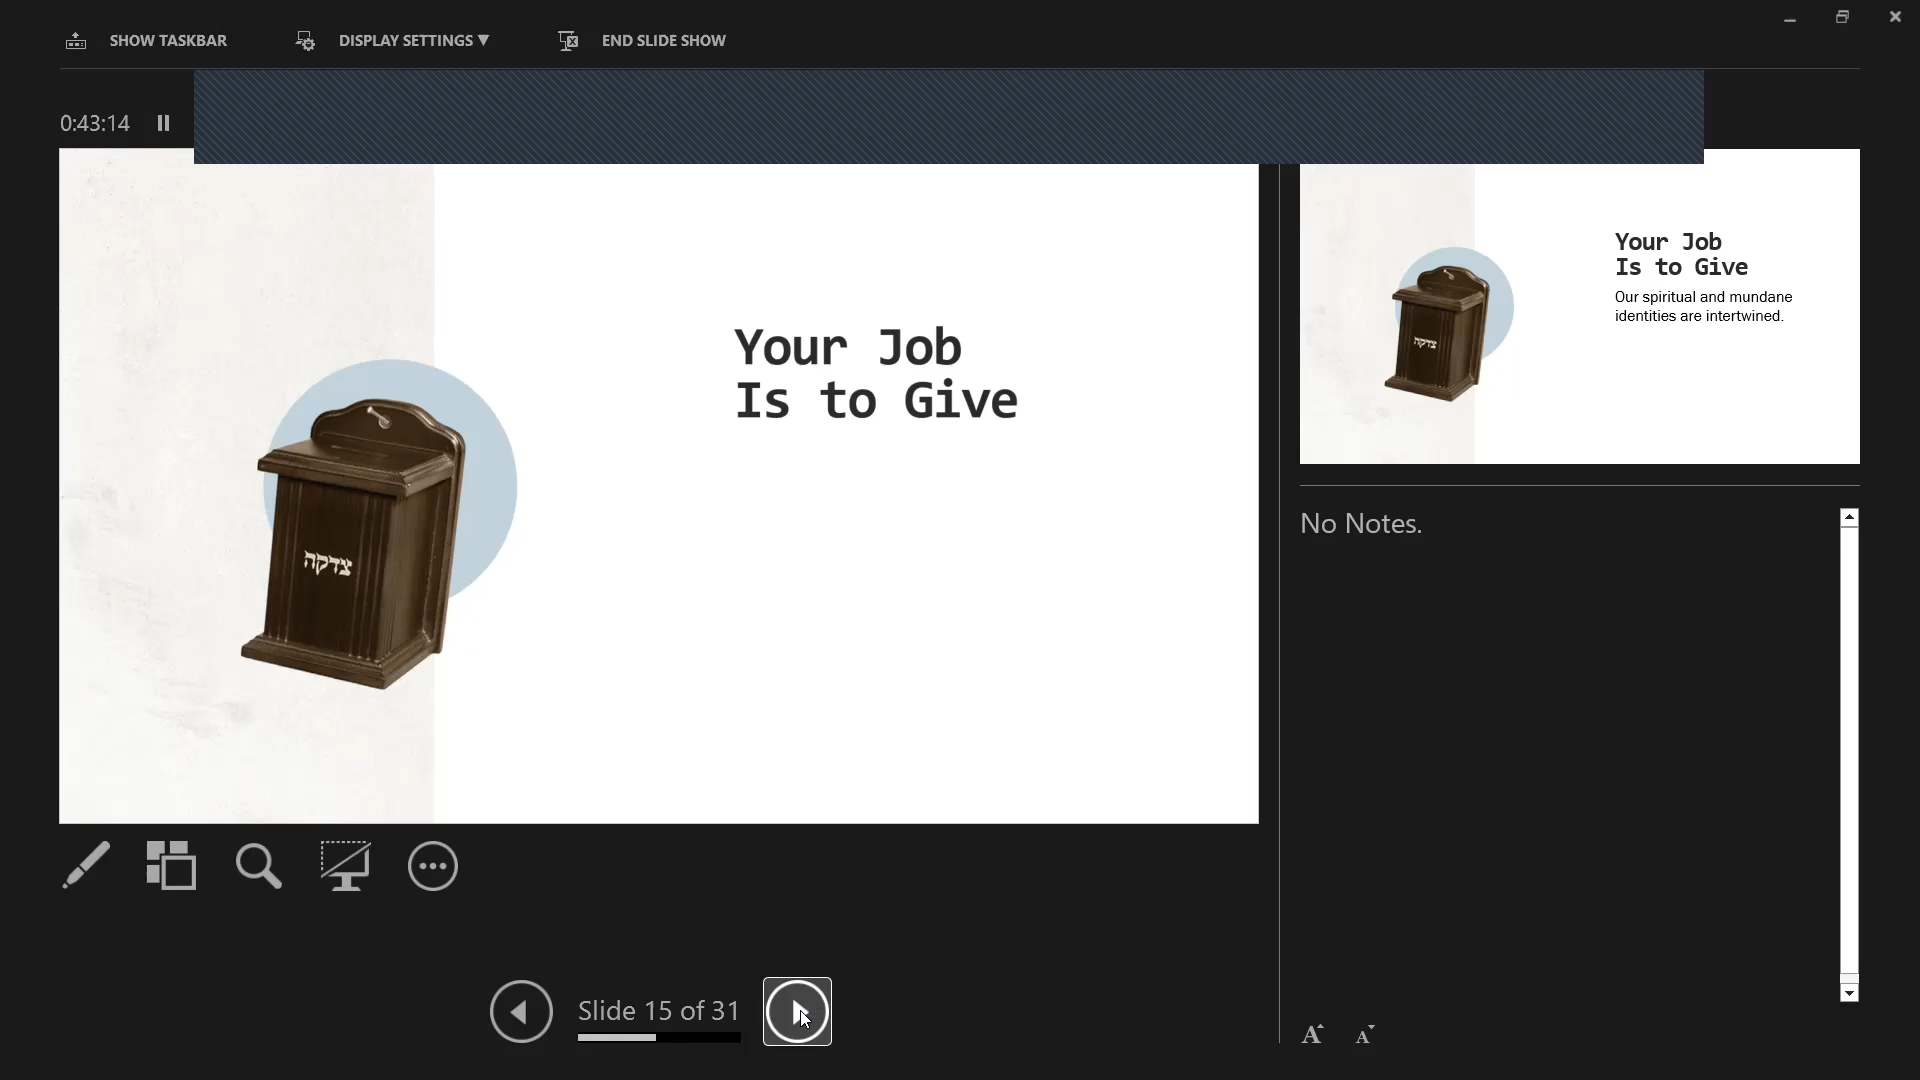 SHOW TASKBAR
DISPLAY SETTINGS ▼
END SLIDE SHOW
0:43:14
Your Job
Is to Give
צדקה
Your Job
Is to Give
Our spiritual and mundane
identities are intertwined.
צדקה
No Notes.
Slide 15 of 31
A
A